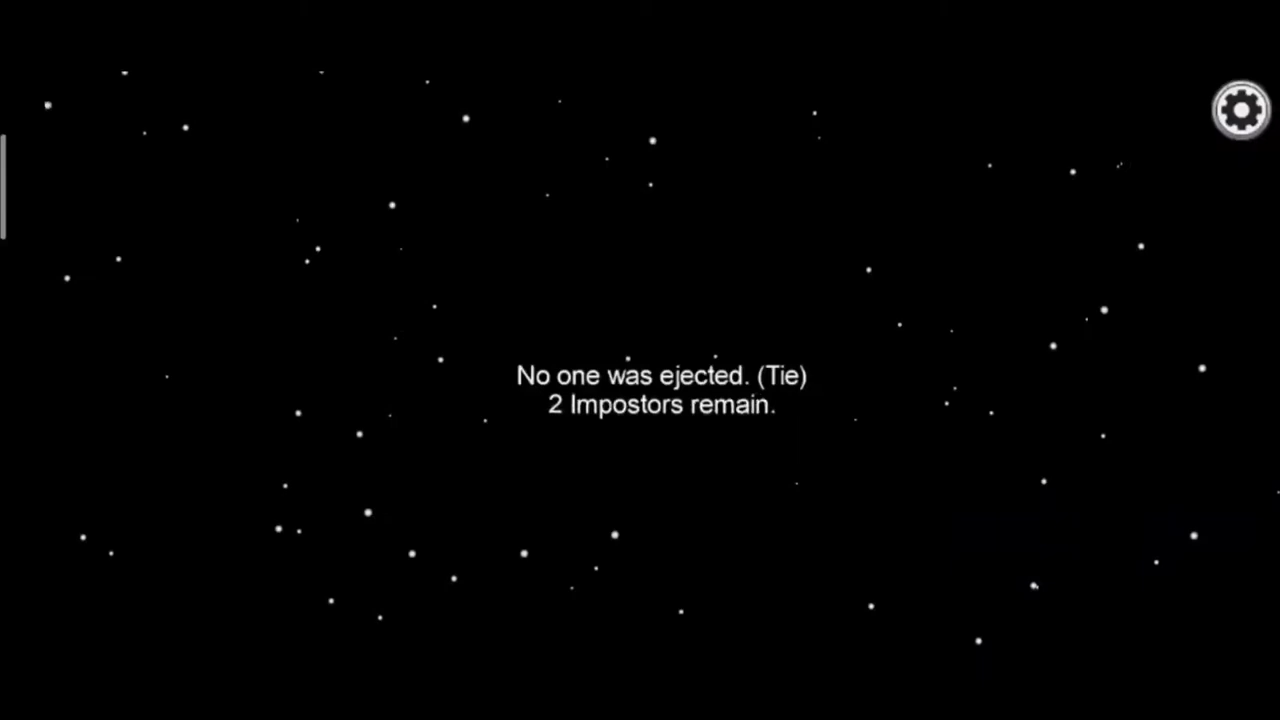 No one was ejected. (Tie)
2 Impostors remain.